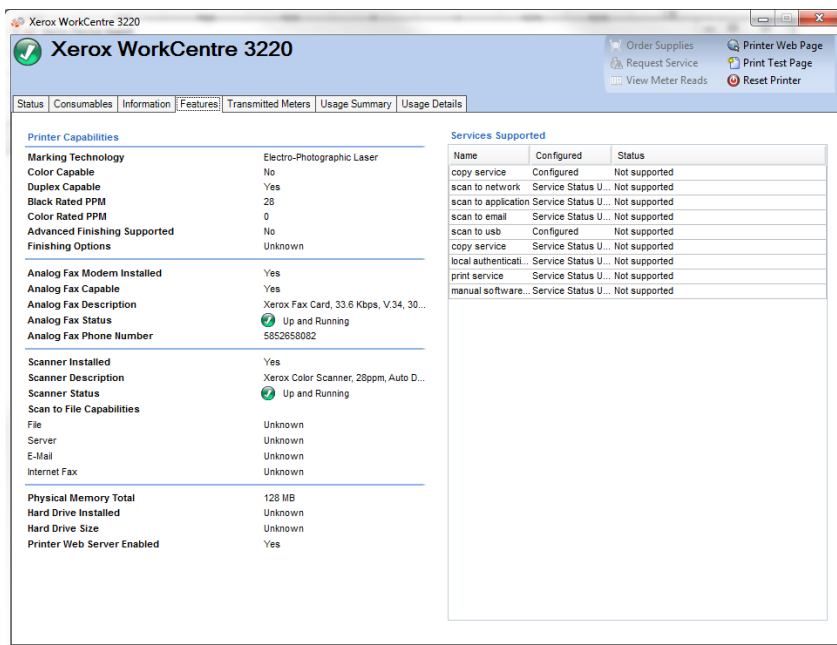 Xerox WorkCentre 3220
Xerox WorkCentre 3220
Order Supplies
Request Service
View Meter Reads
Printer Web Page
Print Test Page
Reset Printer
Status Consumables Information Features Transmitted Meters Usage Summary Usage Details
Printer Capabilities
Marking Technology Electro-Photographic Laser
Color Capable No
Duplex Capable Yes
Black Rated PPM 28
Color Rated PPM 0
Advanced Finishing Supported No
Finishing Options Unknown
Analog Fax Modem Installed Yes
Analog Fax Capable Yes
Analog Fax Description Xerox Fax Card, 33.6 Kbps, V.34, 30...
Analog Fax Status Up and Running
Analog Fax Phone Number 5852658082
Scanner Installed Yes
Scanner Description Xerox Color Scanner, 28ppm, Auto D...
Scanner Status Up and Running
Scan to File Capabilities
File Unknown
Server Unknown
E-Mail Unknown
Internet Fax Unknown
Physical Memory Total 128 MB
Hard Drive Installed Unknown
Hard Drive Size Unknown
Printer Web Server Enabled Yes
Services Supported
Name Configured Status
copy service Configured Not supported
scan to network Service Status U... Not supported
scan to application Service Status U... Not supported
scan to email Service Status U... Not supported
scan to usb Configured Not supported
copy service Service Status U... Not supported
local authenticati... Service Status U... Not supported
print service Service Status U... Not supported
manual software... Service Status U... Not supported